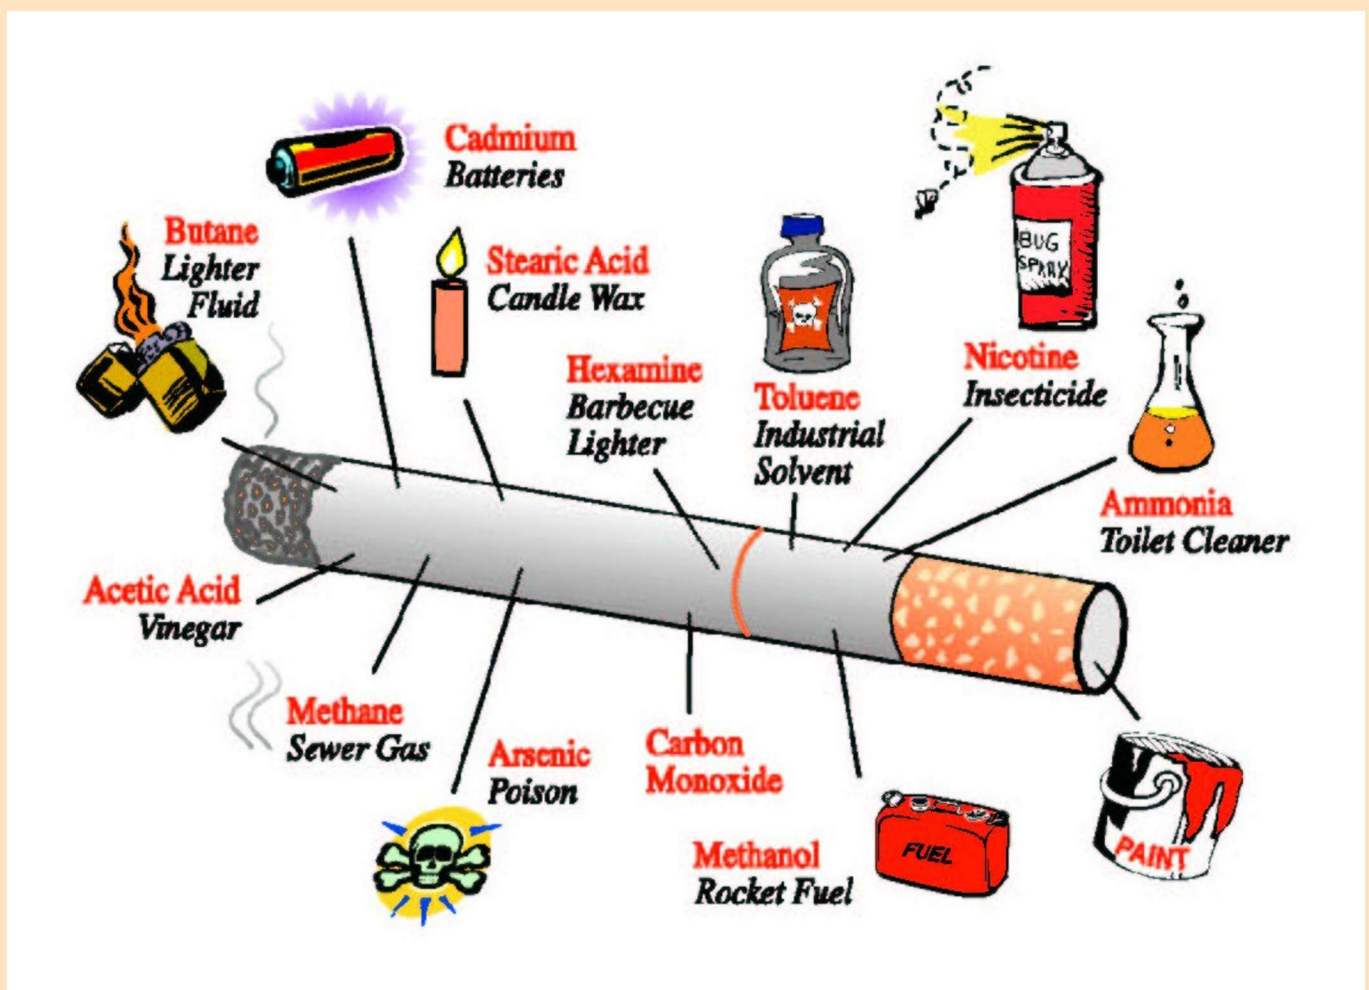 Cadmium
Batteries
Butane
Lighter
Fluid
Stearic Acid
Candle Wax
BUG
SPRAY
Hexamine
Barbecue
Lighter
Toluene
Industrial
Solvent
Nicotine
Insecticide
Ammonia
Toilet Cleaner
Acetic Acid
Vinegar
Methane
Sewer Gas
Arsenic
Poison
Carbon
Monoxide
Methanol
Rocket Fuel
FUEL
PAINT